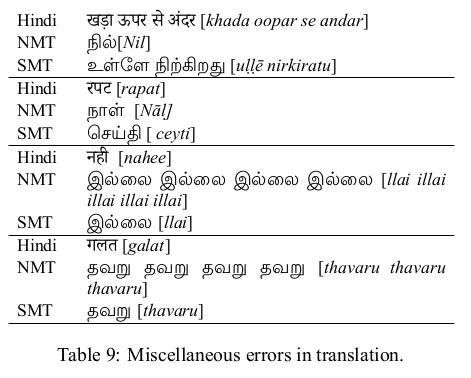 Hindi खड़ा ऊपर से अंदर [khada oopar se andar]
NMT நில்[Nil]
SMT உள்ளே நிற்கிறது [uḷḷē nirkiratu]
Hindi रपट [rapat]
NMT நாள் [Nāl]
SMT செய்தி [ ceyti]
Hindi नही [nahee]
NMT இல்லை இல்லை இல்லை இல்லை [llai illai
illai illai illai]
SMT இல்லை [llai]
Hindi गलत [galat]
NMT தவறு தவறு தவறு தவறு [thavaru thavaru
thavaru]
SMT தவறு [thavaru]
Table 9: Miscellaneous errors in translation.